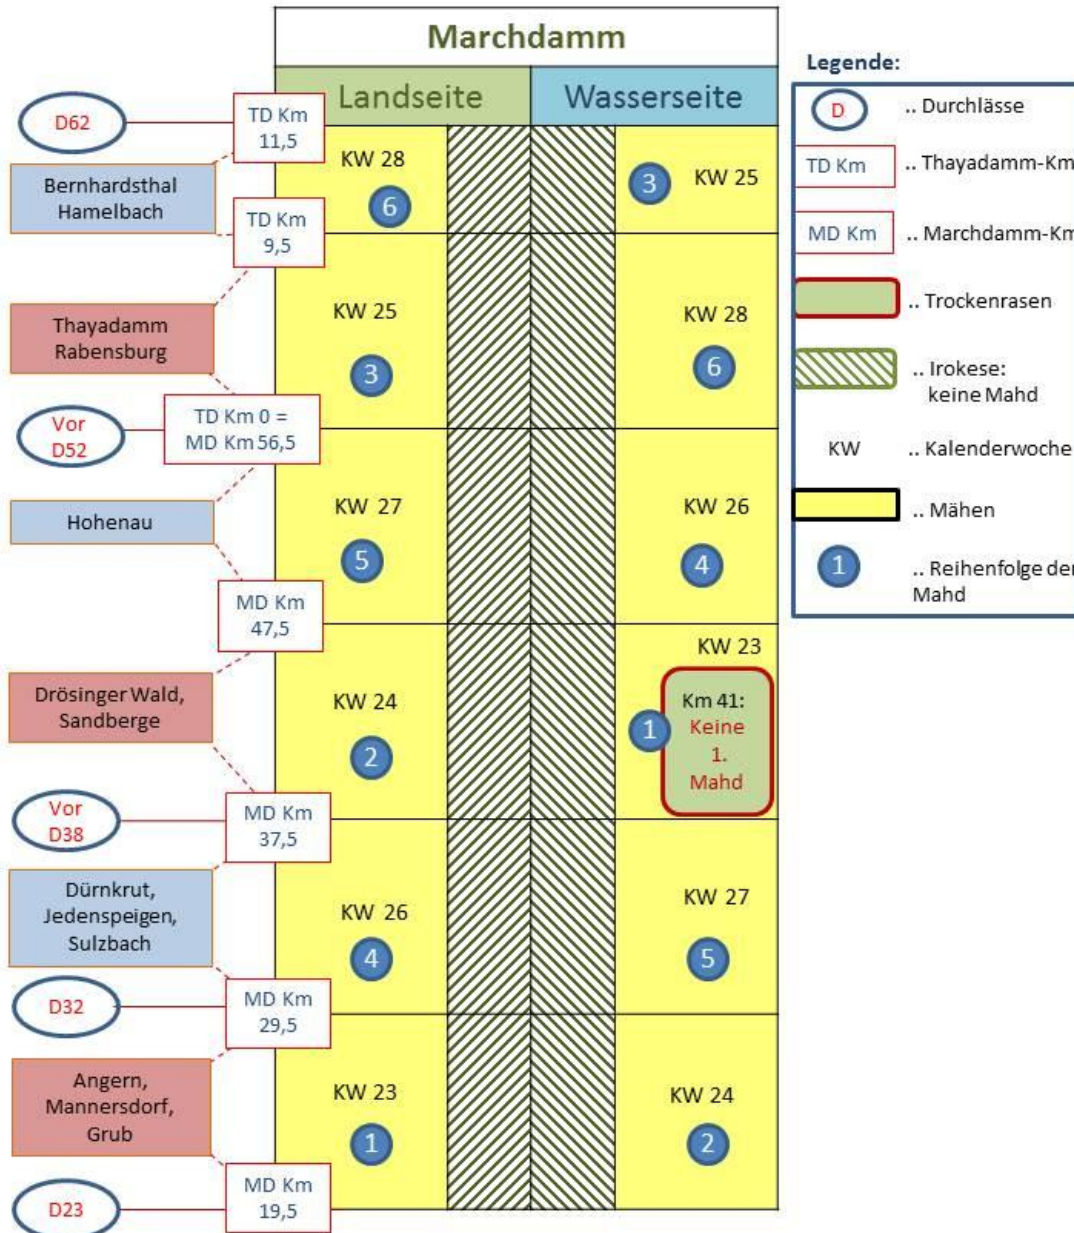 Marchdamm
Landseite
Wasserseite
Legende:
D
.. Durchlässe
TD Km
.. Thayadamm-Km
MD Km
.. Marchdamm-Km
.. Trockenrasen
.. Irokese:
keine Mahd
KW
.. Kalenderwoche
.. Mähen
1
.. Reihenfolge der
Mahd
D62
TD Km
11,5
Bernhardsthal
Hamelbach
KW 28
6
3
KW 25
TD Km
9,5
Thayadamm
Rabensburg
KW 25
3
KW 28
6
Vor
D52
TD Km 0 =
MD Km 56,5
Hohenau
KW 27
5
KW 26
4
MD Km
47,5
Drösinger Wald,
Sandberge
KW 24
2
KW 23
1
Km 41:
Keine
1.
Mahd
Vor
D38
MD Km
37,5
Dürnkrut,
Jedenspeigen,
Sulzbach
KW 26
4
KW 27
5
D32
MD Km
29,5
Angern,
Mannersdorf,
Grub
KW 23
1
KW 24
2
D23
MD Km
19,5